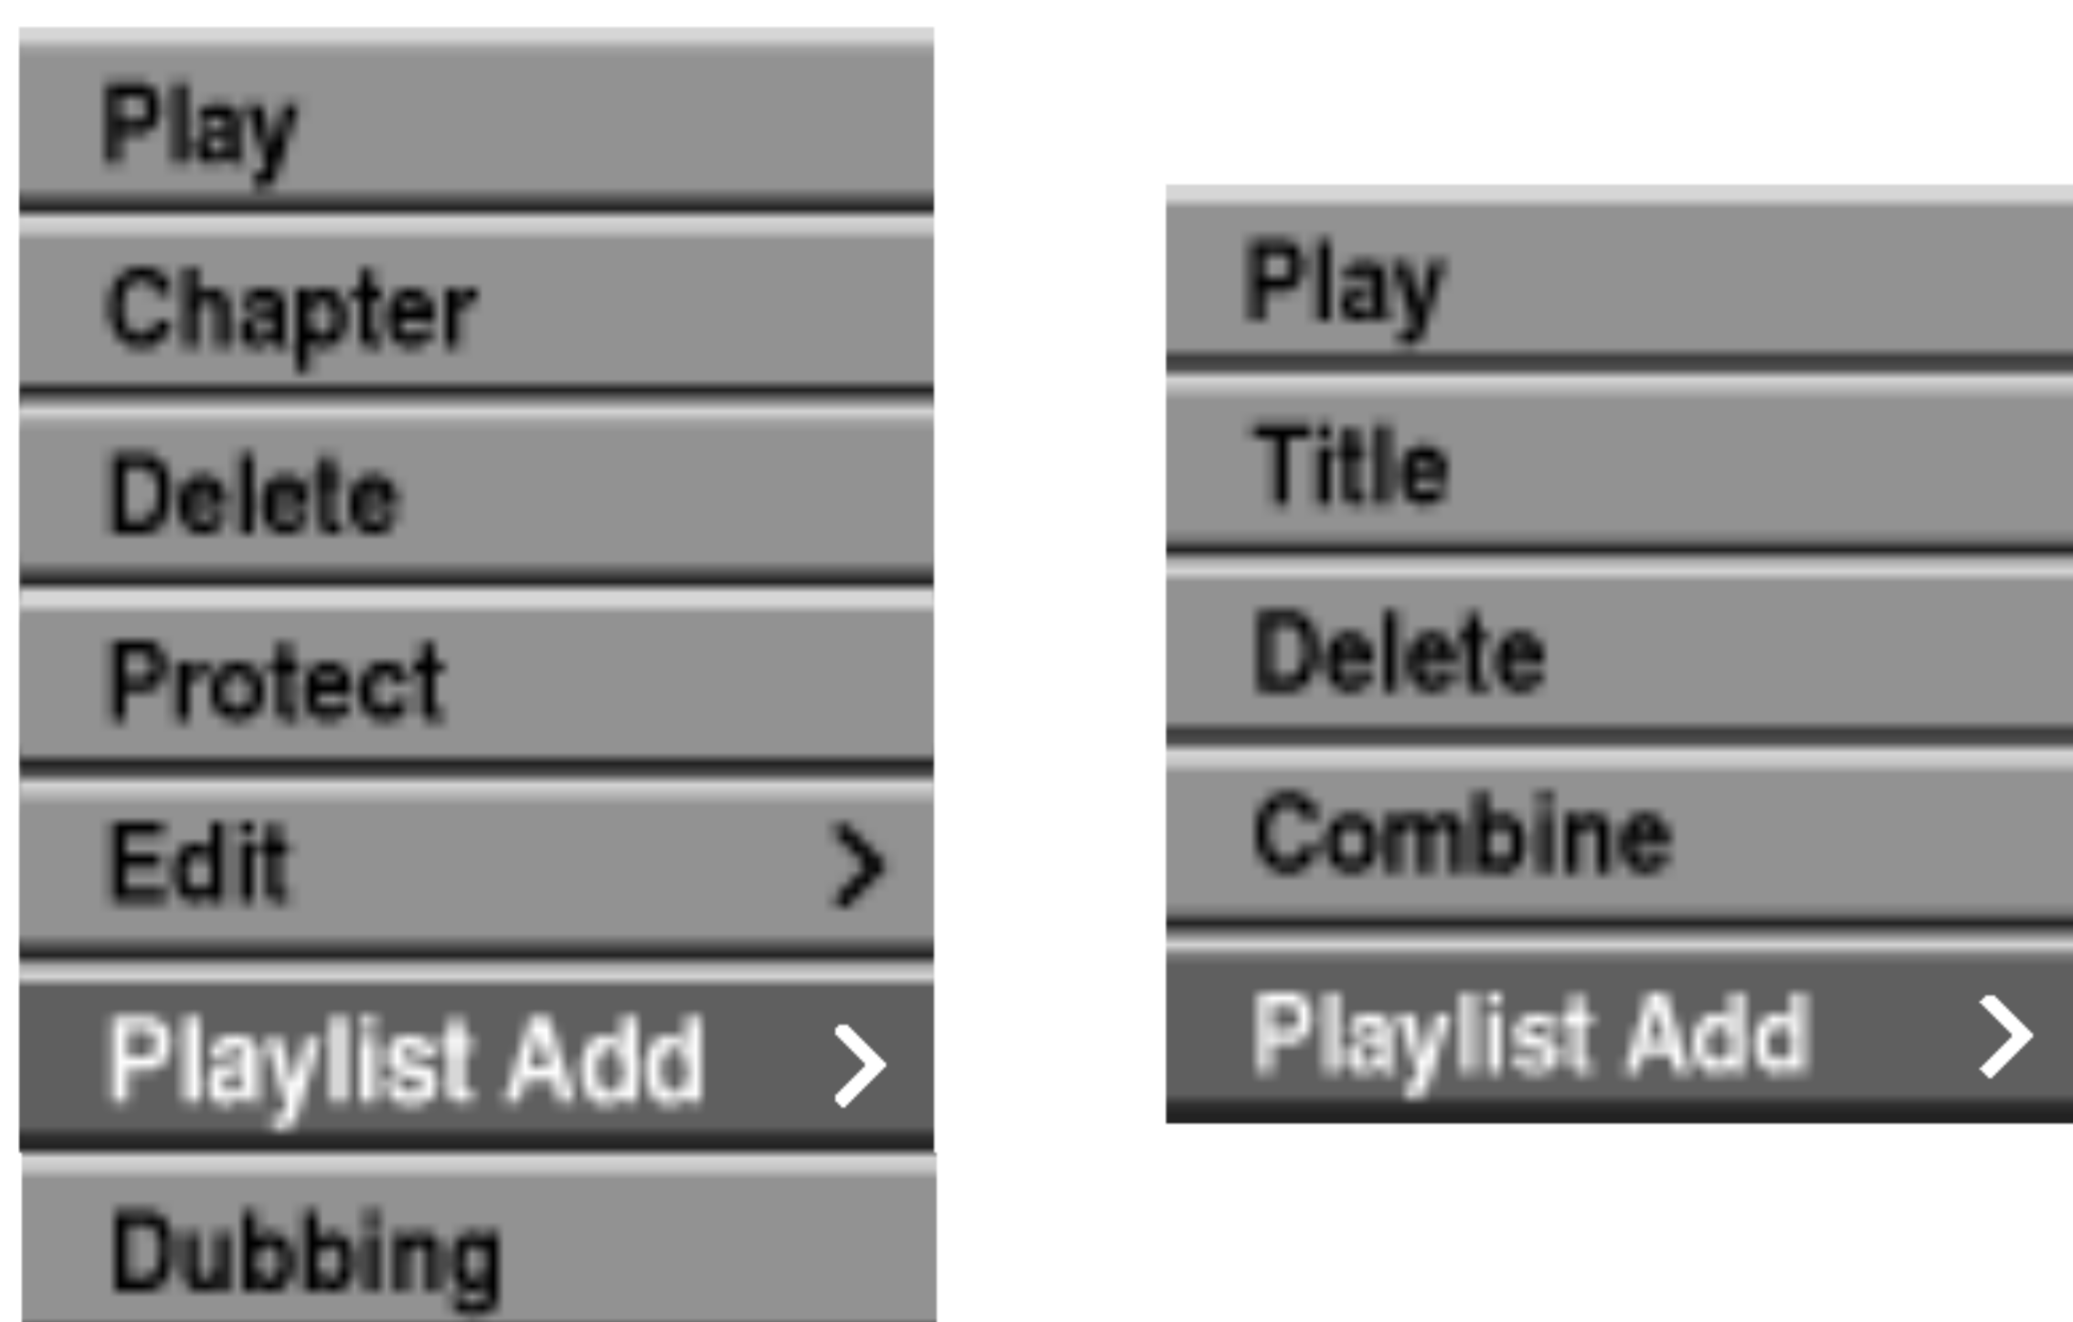 Play
Chapter
Delete
Protect
Edit >
Playlist Add >
Dubbing
Play
Title
Delete
Combine
Playlist Add >